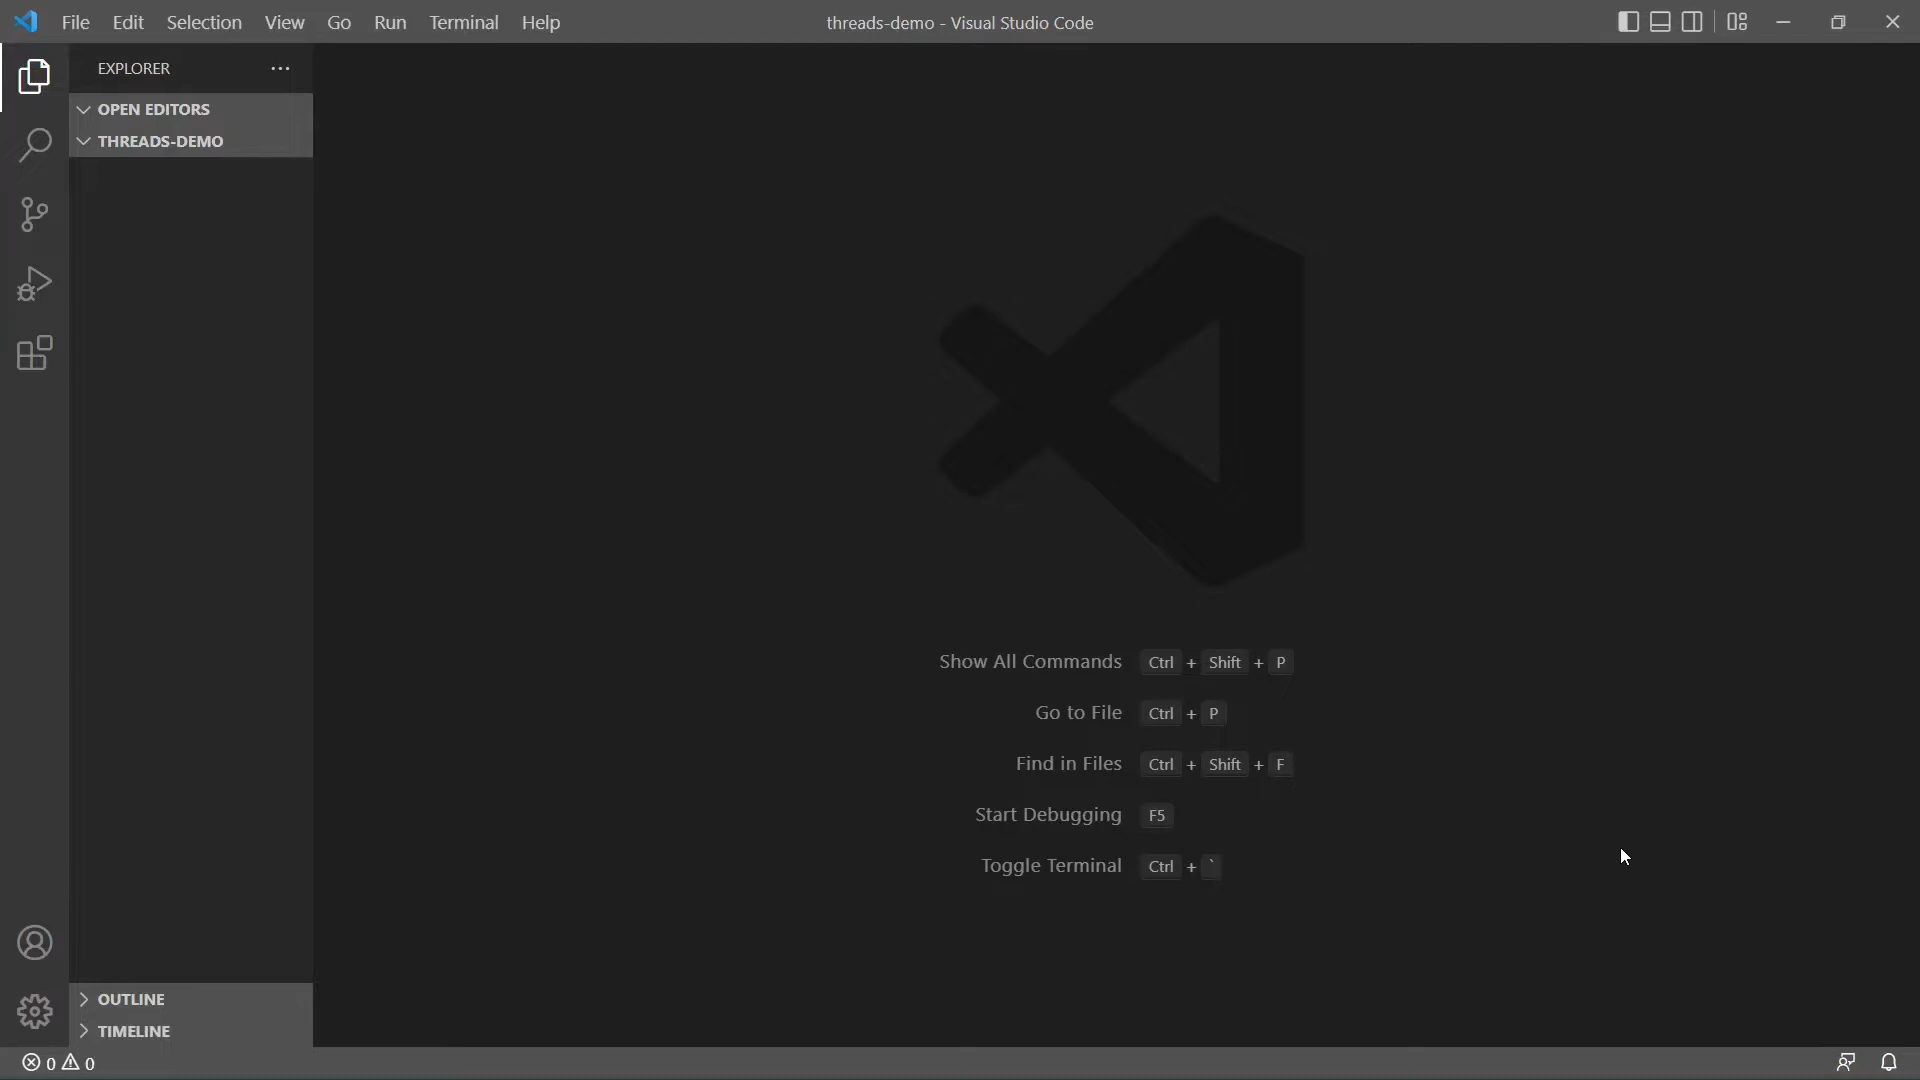 File Edit Selection View Go Run Terminal Help
threads-demo - Visual Studio Code
EXPLORER
OPEN EDITORS
THREADS-DEMO
Show All Commands Ctrl + Shift + P
Go to File Ctrl + P
Find in Files Ctrl + Shift + F
Start Debugging F5
Toggle Terminal Ctrl + `
OUTLINE
TIMELINE
0 0